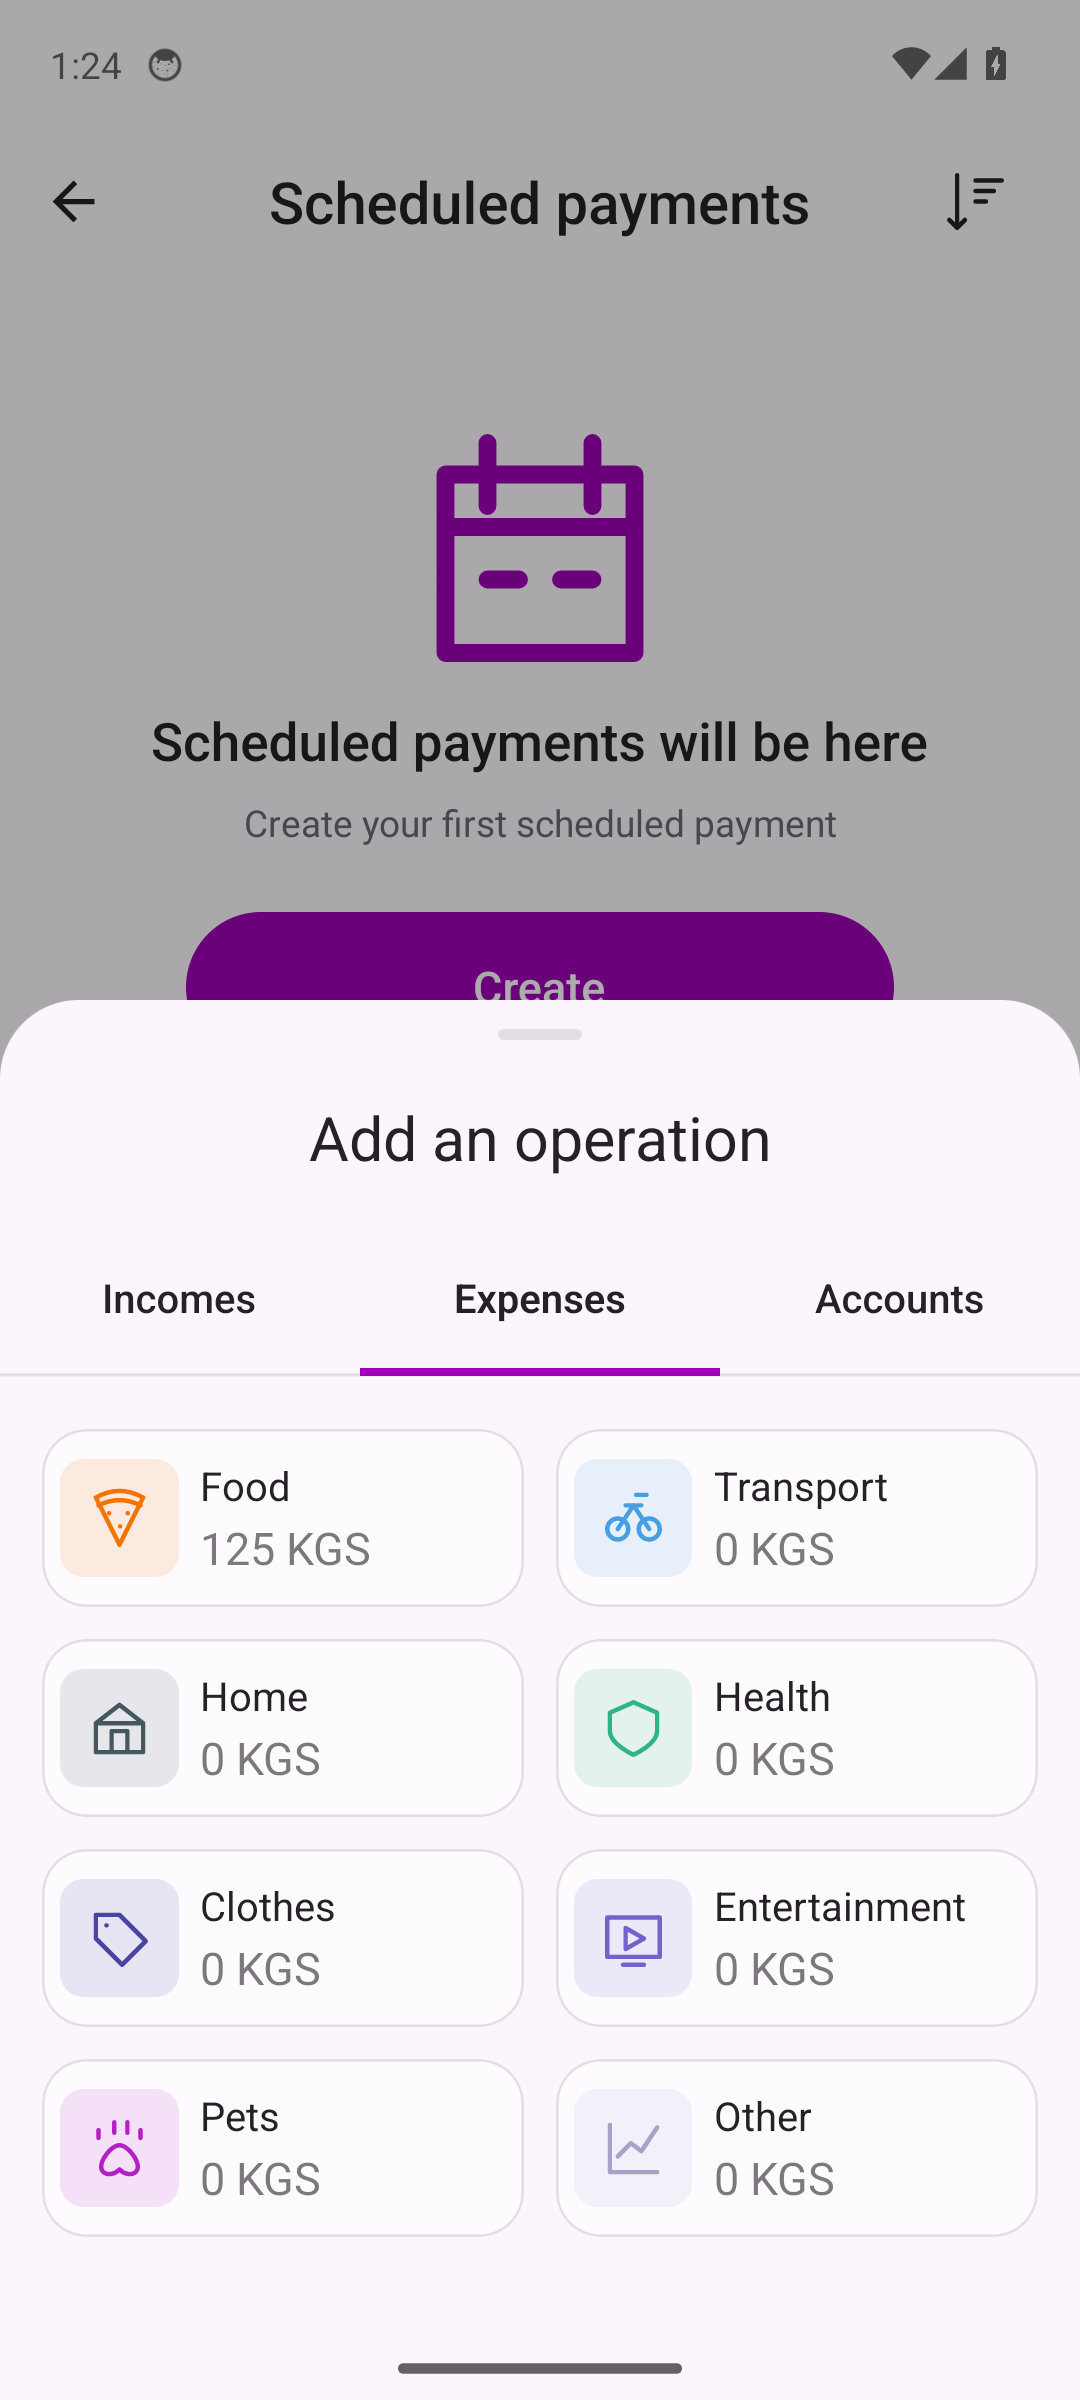 1:24
Scheduled payments
Scheduled payments will be here
Create your first scheduled payment
Create
Add an operation
Incomes
Expenses
Accounts
Food
125 KGS
Transport
0 KGS
Home
0 KGS
Health
0 KGS
Clothes
0 KGS
Entertainment
0 KGS
Pets
0 KGS
Other
0 KGS